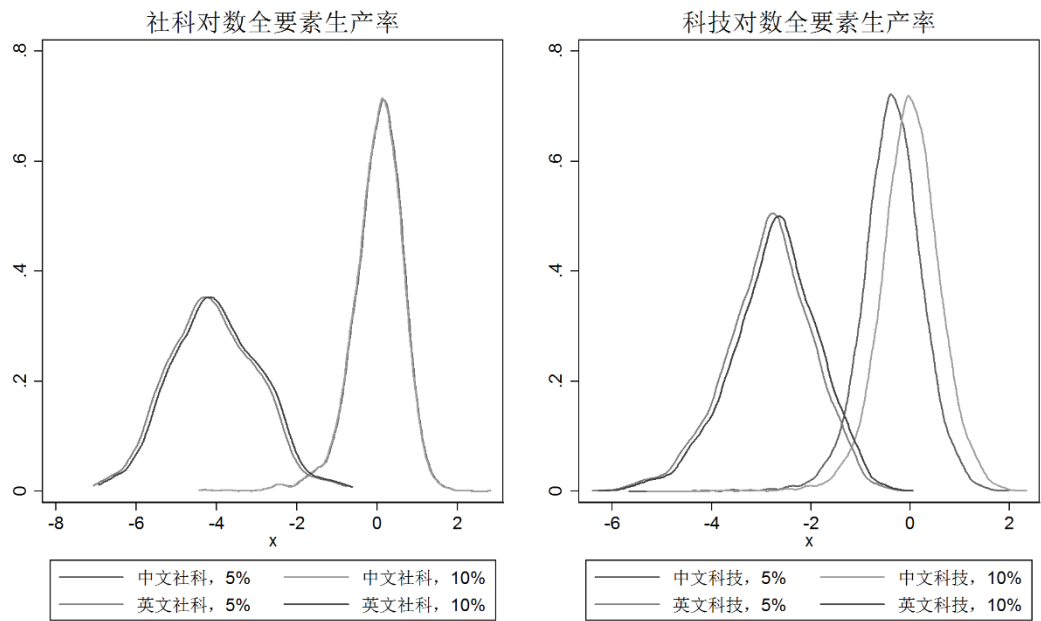 社科对数全要素生产率
.8
.6
.4
.2
0
-8 -6 -4 -2 0 2
x
中文社科，5% 中文社科，10%
英文社科，5% 英文社科，10%
科技对数全要素生产率
.8
.6
.4
.2
0
-6 -4 -2 0 2
x
中文科技，5% 中文科技，10%
英文科技，5% 英文科技，10%